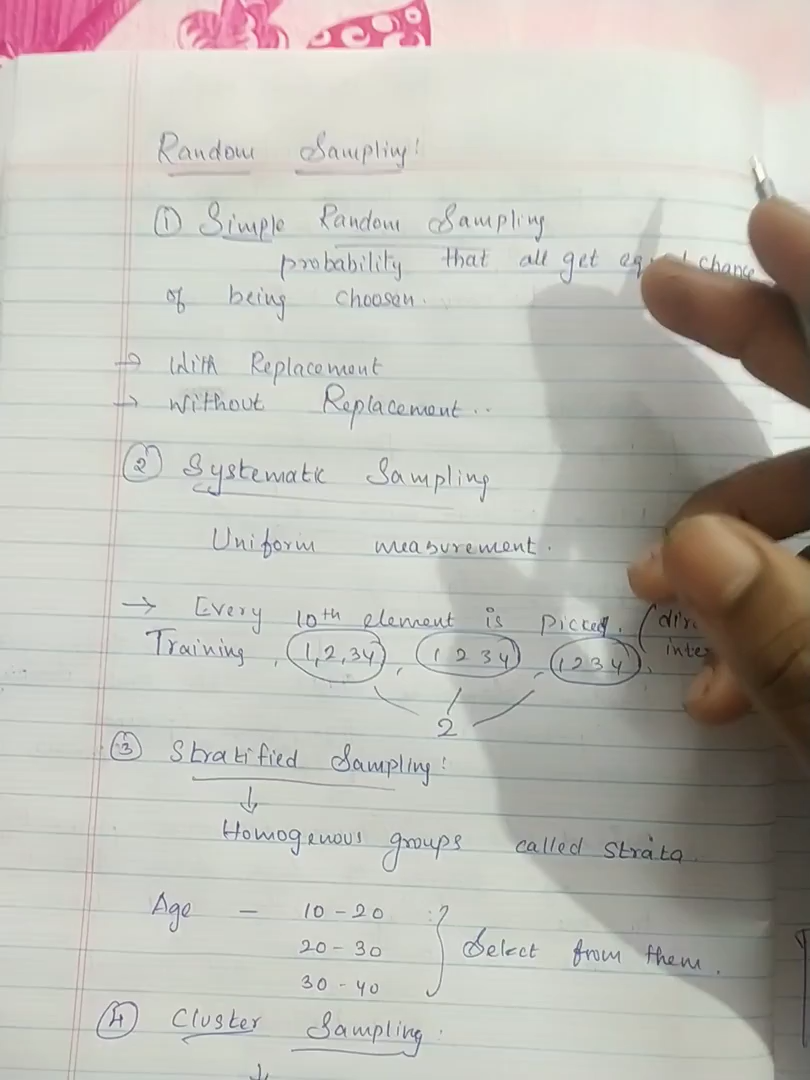 Random Sampling:
① Simple Random Sampling
probability that all get chance
of being choosen.
→ With Replacement
→ Without Replacement..
② Systematic Sampling
Uniform measurement.
→ Every 10th element is picked.
Training, 1,2,3 4, 1 2 3 4, 1 2 3 4,
2
③ Stratified Sampling:
↓
Homogenous groups called strata.
Age — 10-20
20-30 } Select from them.
30-40
④ Cluster Sampling:
↓